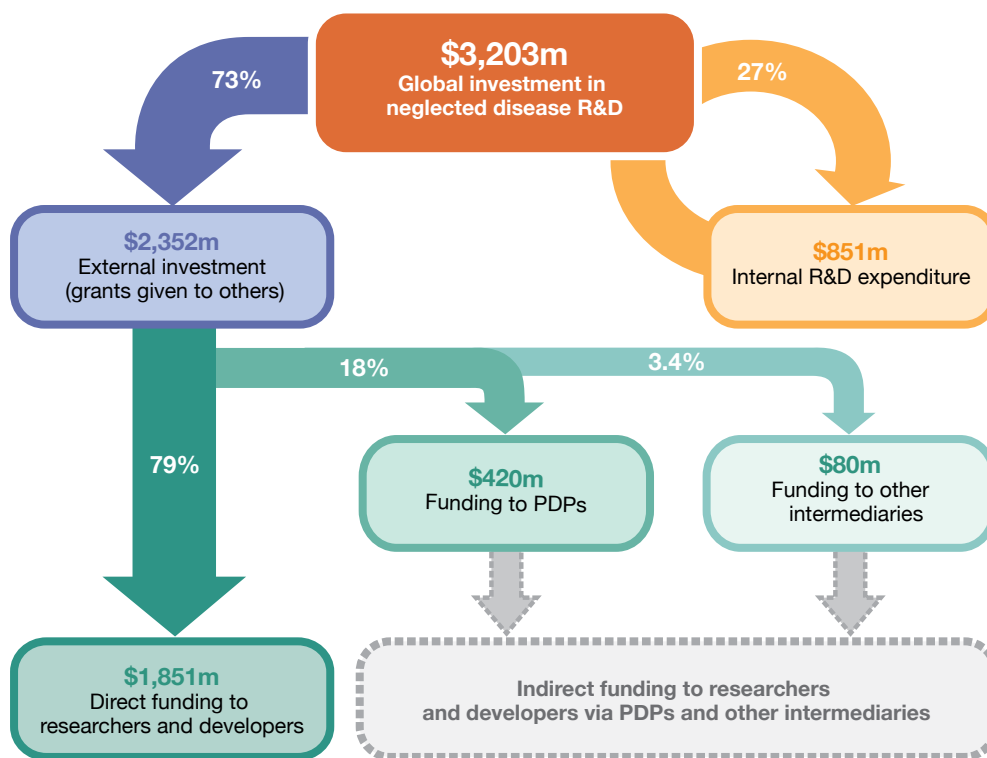 $3,203m
Global investment in
neglected disease R&D
73%
27%
$2,352m
External investment
(grants given to others)
$851m
Internal R&D expenditure
18%
3.4%
79%
$420m
Funding to PDPs
$80m
Funding to other
intermediaries
$1,851m
Direct funding to
researchers and developers
Indirect funding to researchers
and developers via PDPs and other intermediaries